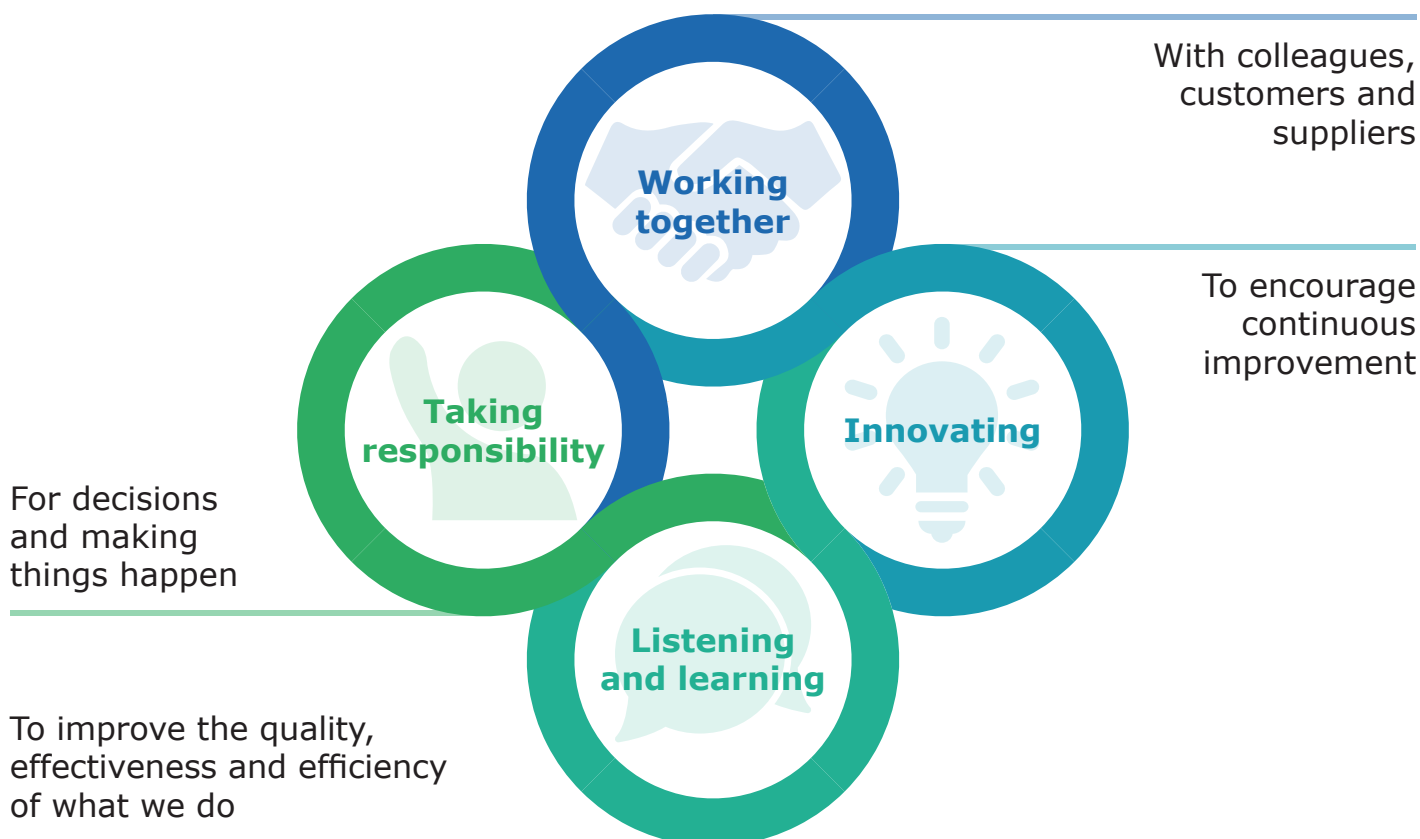 With colleagues,
customers and
suppliers
Working
together
To encourage
continuous
improvement
Innovating
Taking
responsibility
For decisions
and making
things happen
Listening
and learning
To improve the quality,
effectiveness and efficiency
of what we do